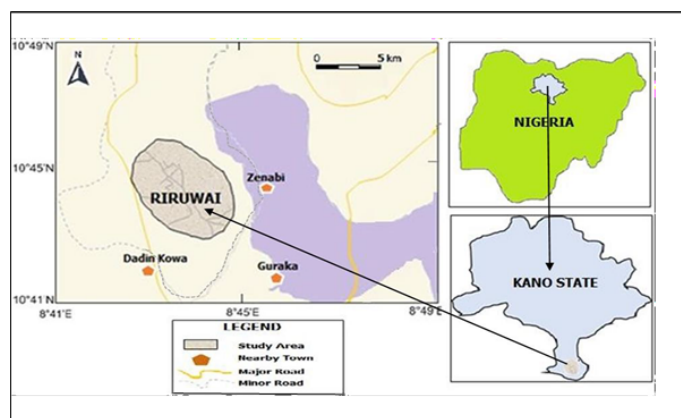 10°49'N
N
0 5 km
10°45'N
Zenabi
RIRUWAI
Dadin Kowa
Guraka
10°41'N
8°41'E
8°45'E
8°49'E
LEGEND
Study Area
Nearby Town
Major Road
Minor Road
NIGERIA
KANO STATE